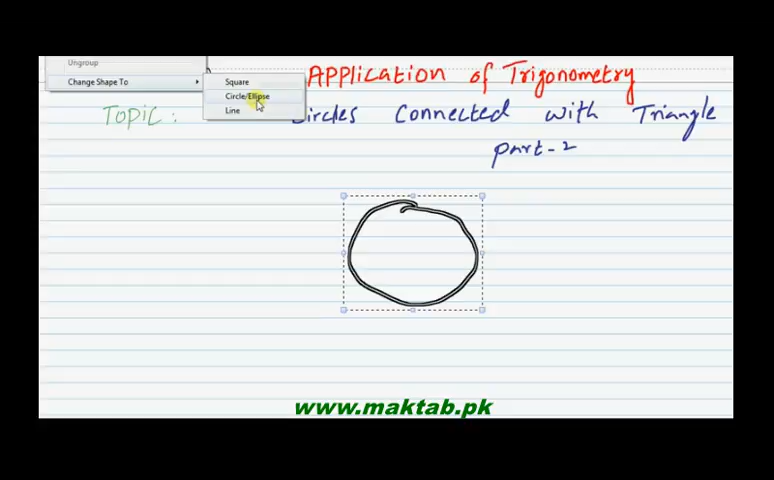 Ungroup
Change Shape To
Square
Circle/Ellipse
Line
Application of Trigonometry
Topic: Circles Connected with Triangle
part-2
www.maktab.pk